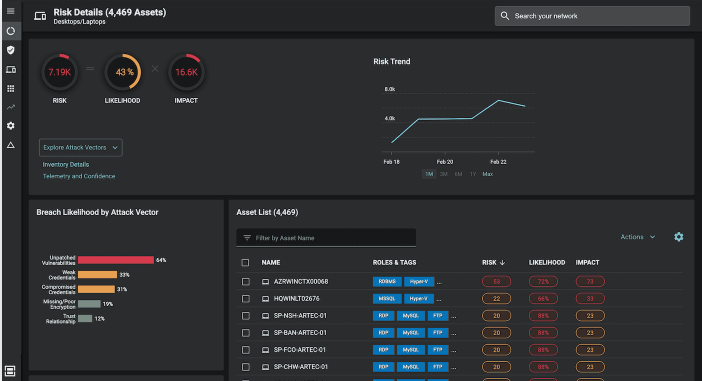 Risk Details (4,469 Assets)
Desktops/Laptops
Search your network
7.19K = 43 % × 16.6K
RISK LIKELIHOOD IMPACT
Explore Attack Vectors
Inventory Details
Telemetry and Confidence
Risk Trend
8.0k
4.0k
Feb 18 Feb 20 Feb 22
1M 3M 6M 1Y Max
Breach Likelihood by Attack Vector
Unpatched
Vulnerabilities 64%
Weak
Credentials 33%
Compromised
Credentials 31%
Missing/Poor
Encryption 19%
Trust
Relationship 12%
Asset List (4,469)
Filter by Asset Name
Actions
NAME ROLES & TAGS RISK ↓ LIKELIHOOD IMPACT
AZRWINCTX00068 RDBMS Hyper-V ... 53 72% 73
HQWINLT02676 MSSQL Hyper-V ... 22 66% 33
SP-NSH-ARTEC-01 RDP MySQL FTP ... 20 88% 23
SP-BAN-ARTEC-01 RDP MySQL FTP ... 20 88% 23
SP-FCO-ARTEC-01 RDP MySQL FTP ... 20 88% 23
SP-CHW-ARTEC-01 RDP MySQL FTP ... 20 88% 23